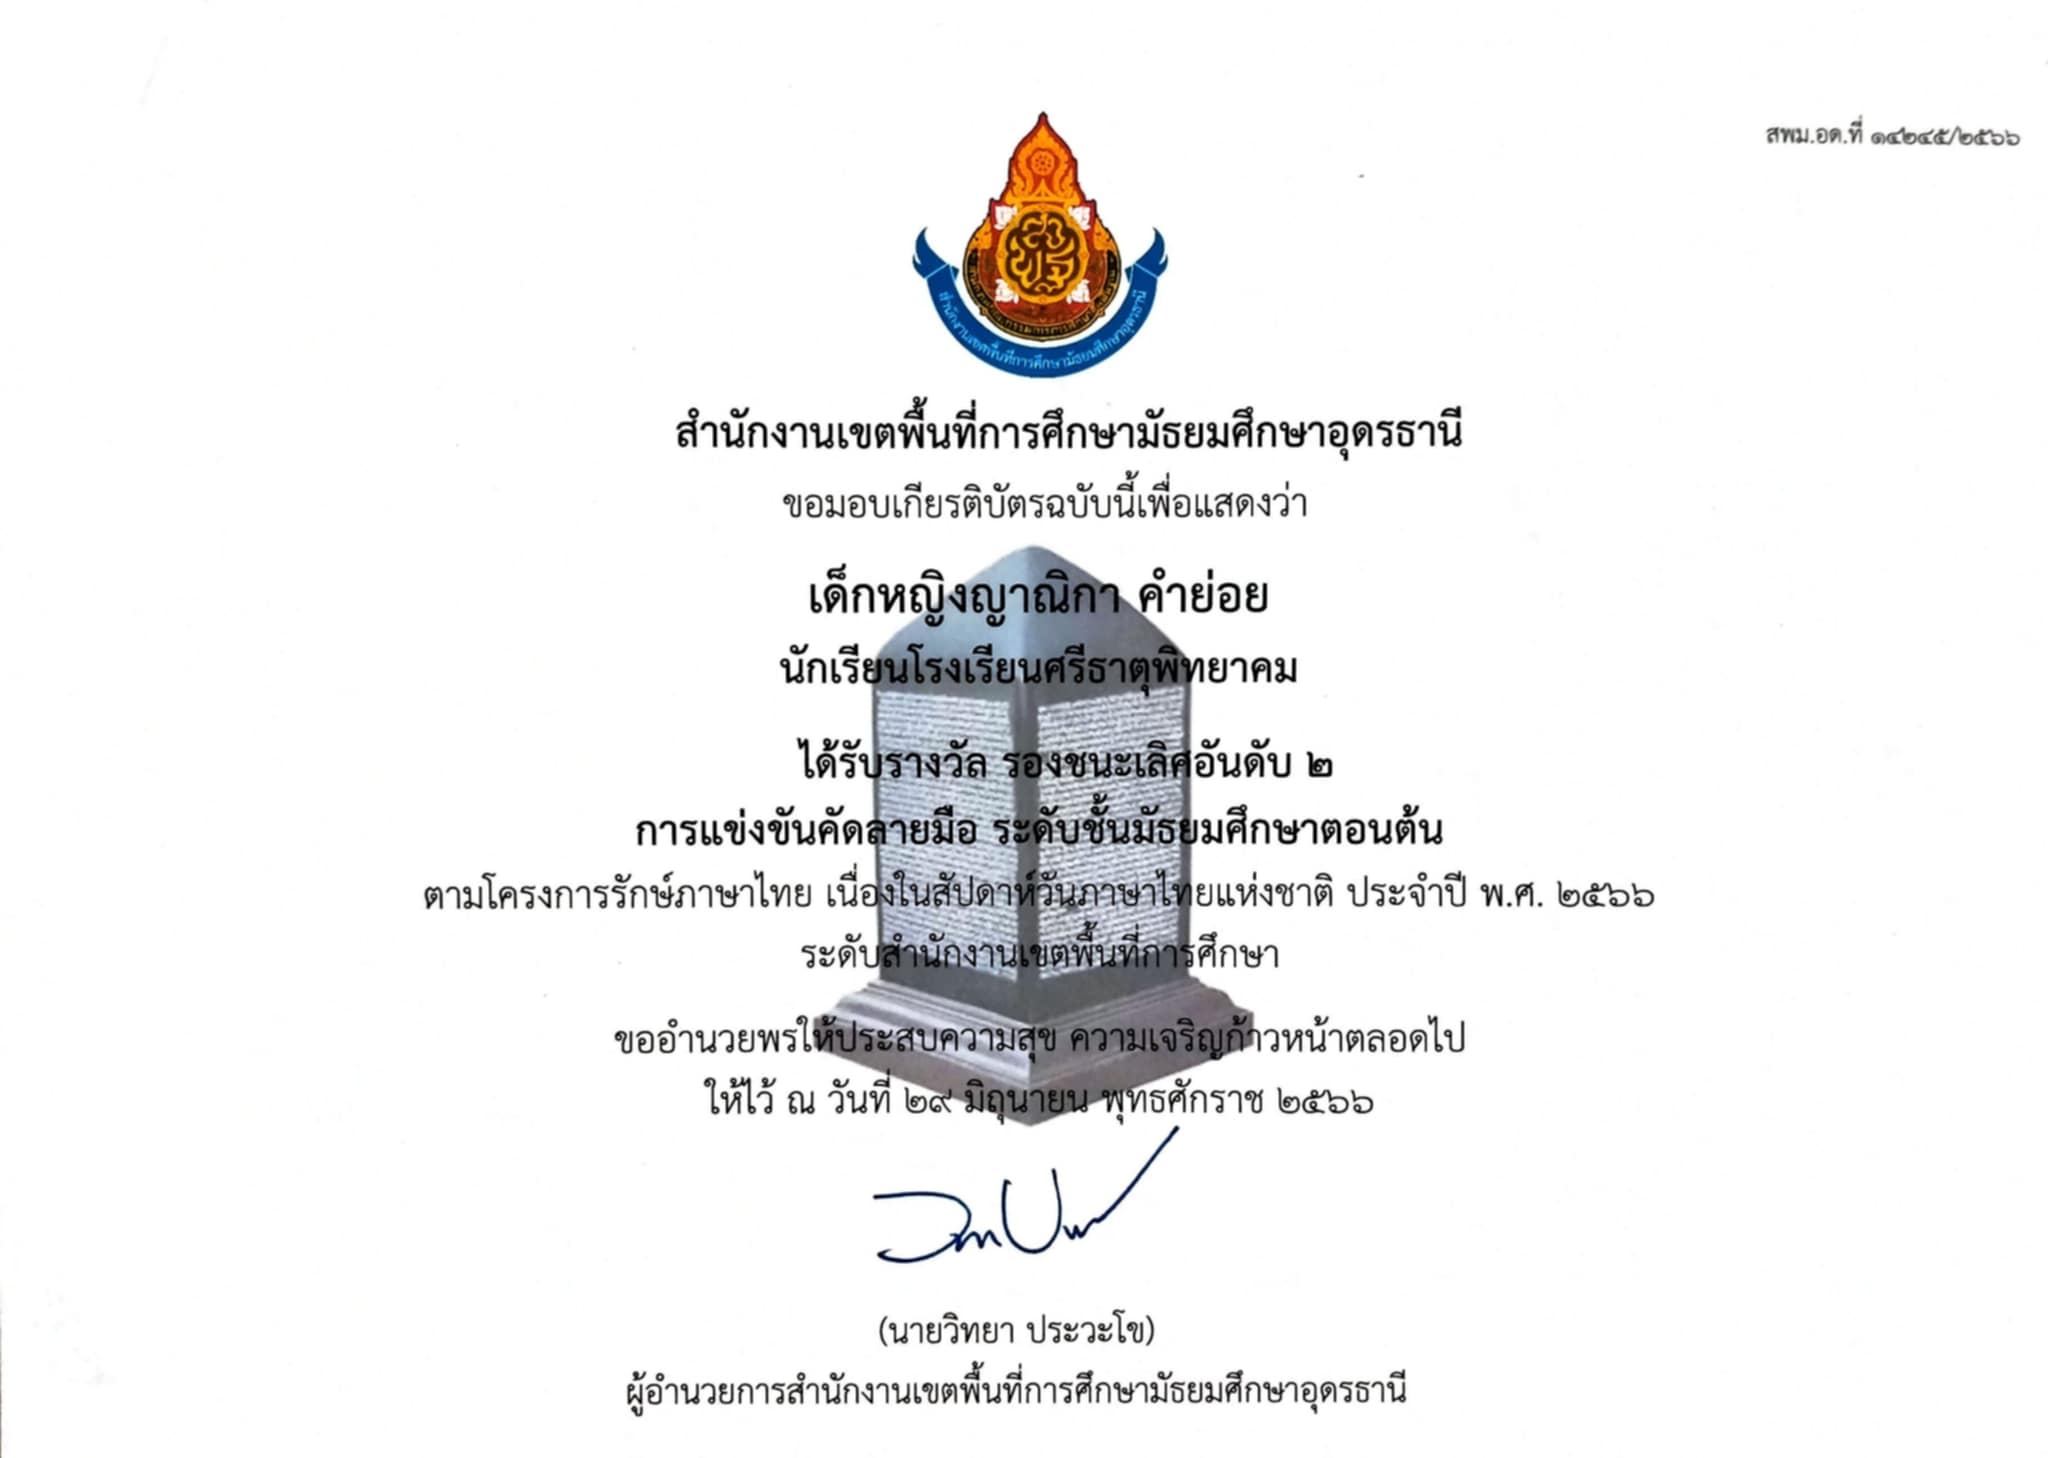 สพม.อด.ที่ ๑๔๒๔๕/๒๕๖๖
สำนักงานเขตพื้นที่การศึกษามัธยมศึกษาอุดรธานี
สำนักงานเขตพื้นที่การศึกษามัธยมศึกษาอุดรธานี
ขอมอบเกียรติบัตรฉบับนี้เพื่อแสดงว่า
เด็กหญิงญาณิกา คำย่อย
นักเรียนโรงเรียนศรีธาตุพิทยาคม
ได้รับรางวัล รองชนะเลิศอันดับ ๒
การแข่งขันคัดลายมือ ระดับชั้นมัธยมศึกษาตอนต้น
ตามโครงการรักษ์ภาษาไทย เนื่องในสัปดาห์วันภาษาไทยแห่งชาติ ประจำปี พ.ศ. ๒๕๖๖
ระดับสำนักงานเขตพื้นที่การศึกษา
ขออำนวยพรให้ประสบความสุข ความเจริญก้าวหน้าตลอดไป
ให้ไว้ ณ วันที่ ๒๙ มิถุนายน พุทธศักราช ๒๕๖๖
(นายวิทยา ประวะโข)
ผู้อำนวยการสำนักงานเขตพื้นที่การศึกษามัธยมศึกษาอุดรธานี